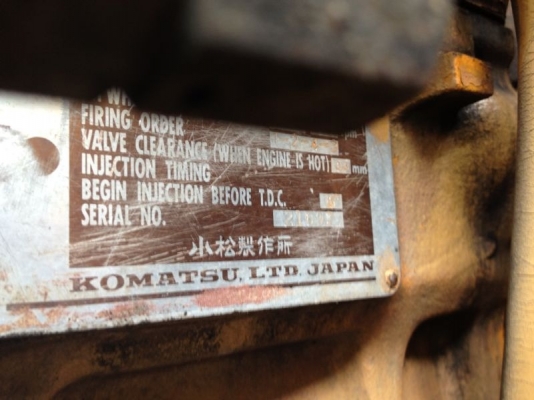 FIRING ORDER
VALVE CLEARANCE (WHEN ENGINE IS HOT) mm
INJECTION TIMING
BEGIN INJECTION BEFORE T.D.C.
SERIAL NO.
小松製作所
KOMATSU, LTD. JAPAN